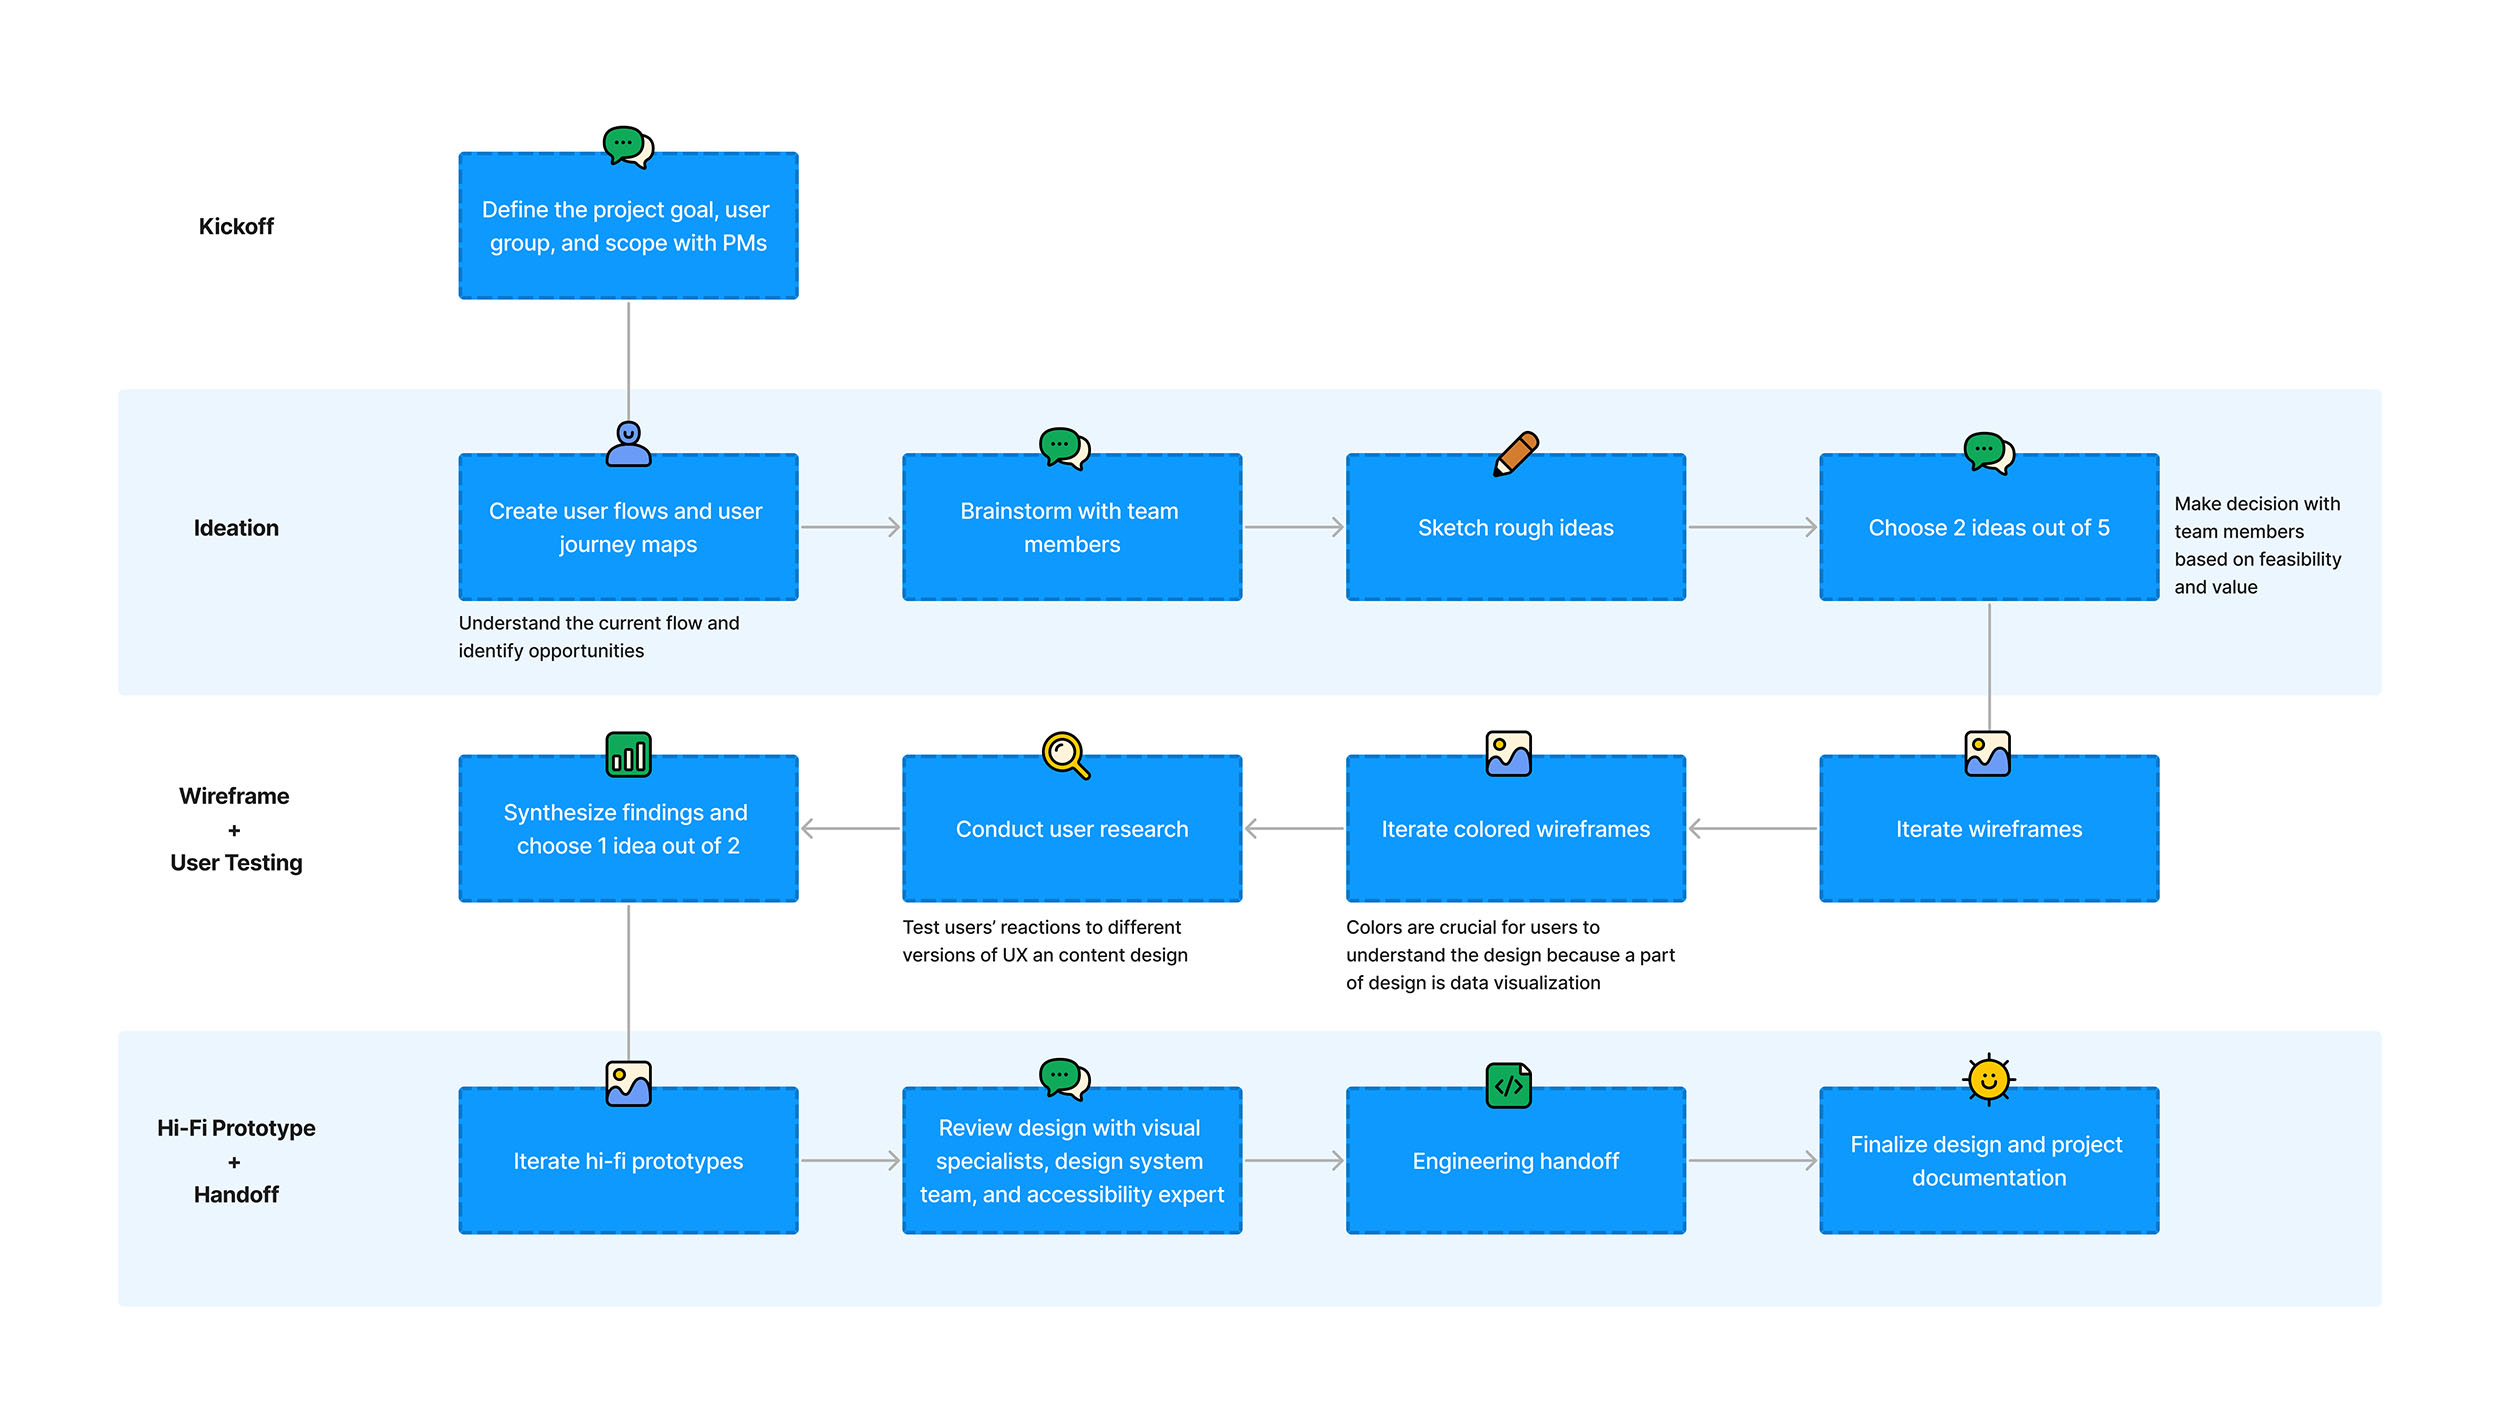 Kickoff
Define the project goal, user
group, and scope with PMs
Ideation
Create user flows and user
journey maps
Understand the current flow and
identify opportunities
Brainstorm with team
members
Sketch rough ideas
Choose 2 ideas out of 5
Make decision with
team members
based on feasibility
and value
Wireframe
+
User Testing
Synthesize findings and
choose 1 idea out of 2
Conduct user research
Test users’ reactions to different
versions of UX an content design
Iterate colored wireframes
Colors are crucial for users to
understand the design because a part
of design is data visualization
Iterate wireframes
Hi-Fi Prototype
+
Handoff
Iterate hi-fi prototypes
Review design with visual
specialists, design system
team, and accessibility expert
Engineering handoff
Finalize design and project
documentation